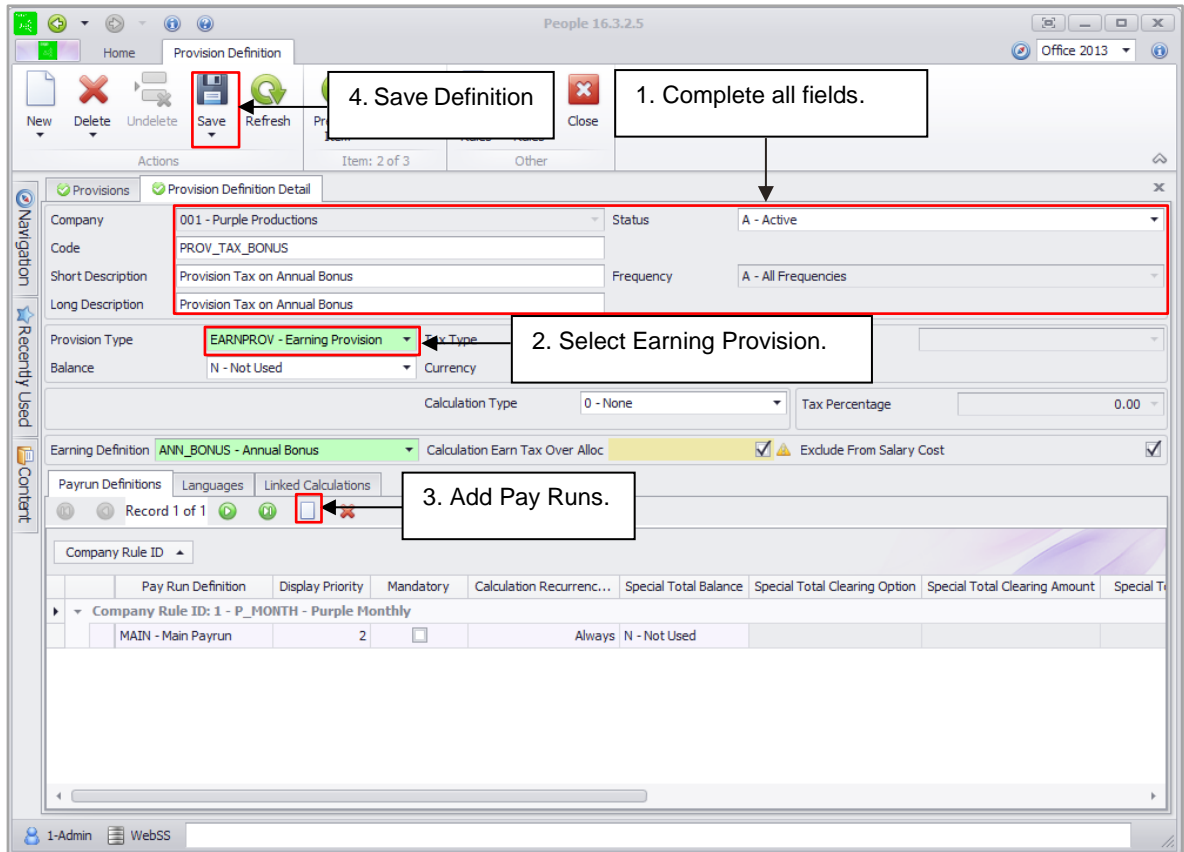 People 16.3.2.5
Home Provision Definition Office 2013
New Delete Undelete Save Refresh Close
4. Save Definition
1. Complete all fields.
Actions Item: 2 of 3 Other
Provisions Provision Definition Detail
Navigation
Recently Used
Content
Company 001 - Purple Productions Status A - Active
Code PROV_TAX_BONUS
Short Description Provision Tax on Annual Bonus Frequency A - All Frequencies
Long Description Provision Tax on Annual Bonus
Provision Type EARNPROV - Earning Provision Tax Type
2. Select Earning Provision.
Balance N - Not Used Currency
Calculation Type 0 - None Tax Percentage 0.00
Earning Definition ANN_BONUS - Annual Bonus Calculation Earn Tax Over Alloc Exclude From Salary Cost
Payrun Definitions Languages Linked Calculations
3. Add Pay Runs.
Record 1 of 1
Company Rule ID
Pay Run Definition Display Priority Mandatory Calculation Recurrenc... Special Total Balance Special Total Clearing Option Special Total Clearing Amount Special T
Company Rule ID: 1 - P_MONTH - Purple Monthly
MAIN - Main Payrun 2 Always N - Not Used
1-Admin WebSS